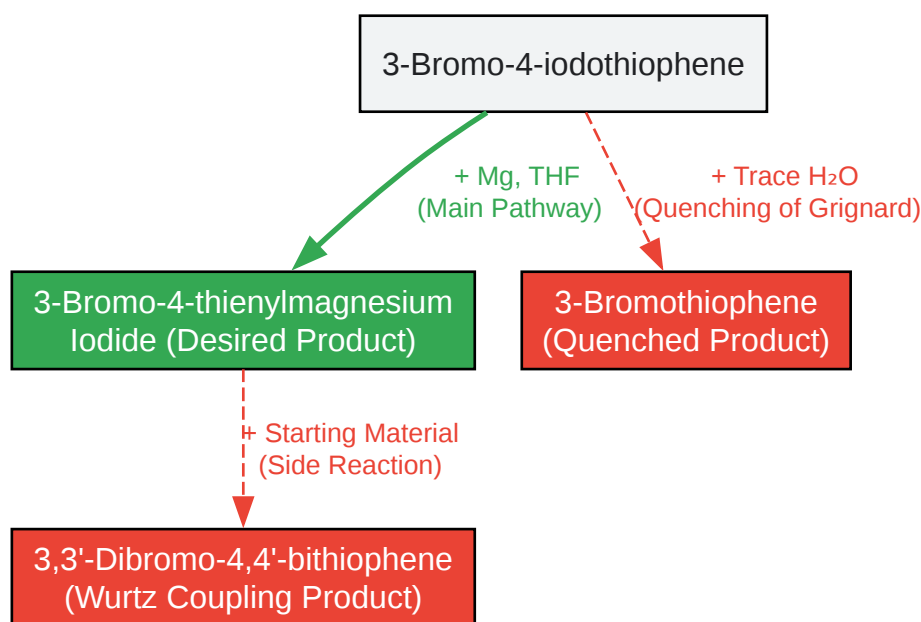 3-Bromo-4-iodothiophene
+ Mg, THF
(Main Pathway)
+ Trace H₂O
(Quenching of Grignard)
3-Bromo-4-thienylmagnesium
Iodide (Desired Product)
3-Bromothiophene
(Quenched Product)
+ Starting Material
(Side Reaction)
3,3'-Dibromo-4,4'-bithiophene
(Wurtz Coupling Product)